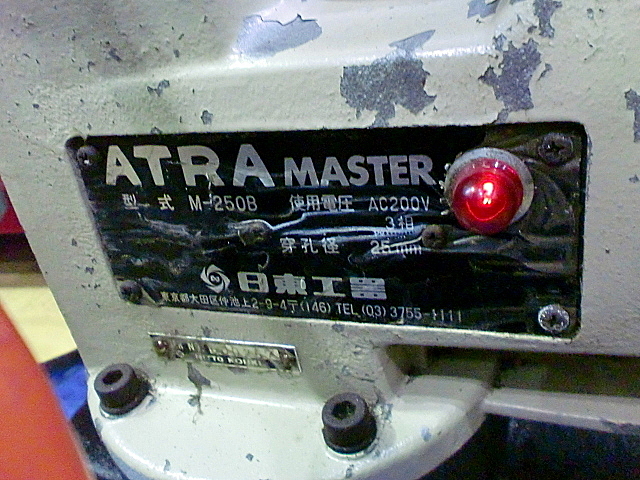 ATRA MASTER
型式 M-250B 使用電圧 AC200V
3相
穿孔径 25mm
日東工器
東京都大田区仲池上2-9-4〒(146) TEL.(03)3755-1111